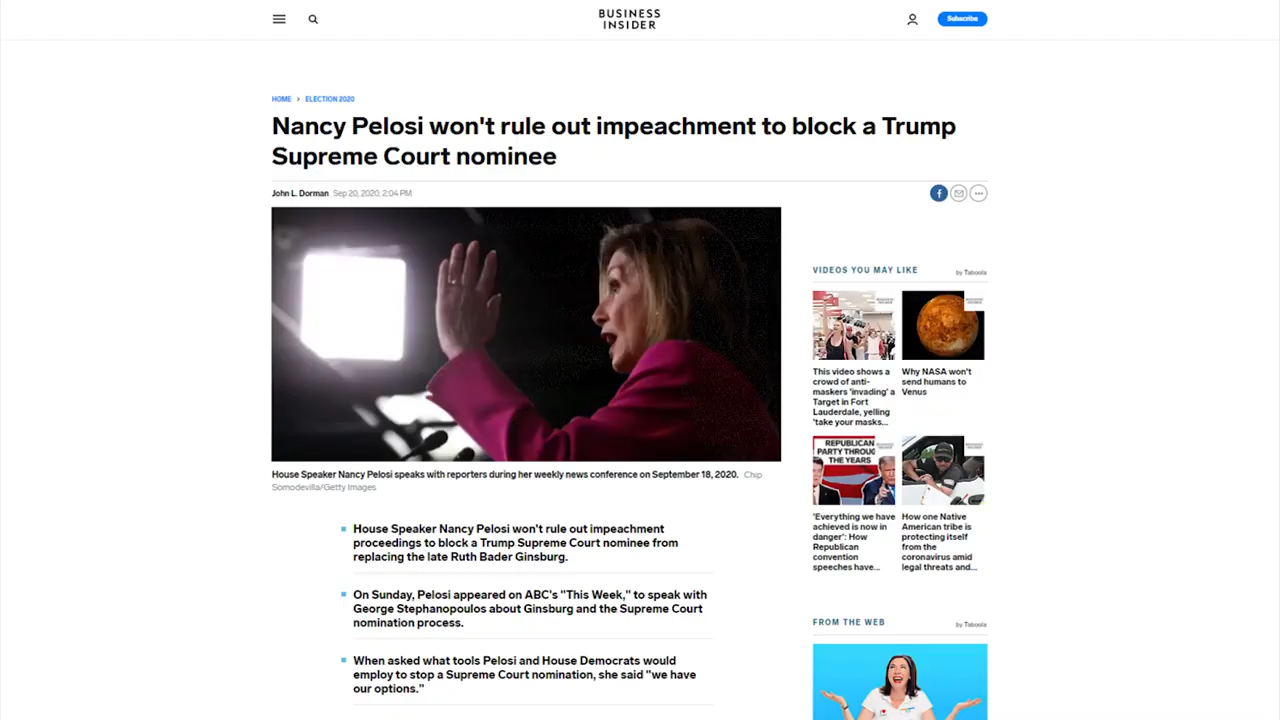 BUSINESS
INSIDER
Subscribe
HOME > ELECTION 2020
Nancy Pelosi won't rule out impeachment to block a Trump
Supreme Court nominee
John L. Dorman Sep 20, 2020, 2:04 PM
House Speaker Nancy Pelosi speaks with reporters during her weekly news conference on September 18, 2020. Chip
Somodevilla/Getty Images
House Speaker Nancy Pelosi won't rule out impeachment
proceedings to block a Trump Supreme Court nominee from
replacing the late Ruth Bader Ginsburg.
On Sunday, Pelosi appeared on ABC's "This Week," to speak with
George Stephanopoulos about Ginsburg and the Supreme Court
nomination process.
When asked what tools Pelosi and House Democrats would
employ to stop a Supreme Court nomination, she said "we have
our options."
VIDEOS YOU MAY LIKE
by Taboola
This video shows a
crowd of anti-
maskers 'invading' a
Target in Fort
Lauderdale, yelling
'take your masks...
Why NASA won't
send humans to
Venus
REPUBLICAN
PARTY THROUG
THE YEARS
'Everything we have
achieved is now in
danger': How
Republican
convention
speeches have...
How one Native
American tribe is
protecting itself
from the
coronavirus amid
legal threats and...
FROM THE WEB
by Taboola